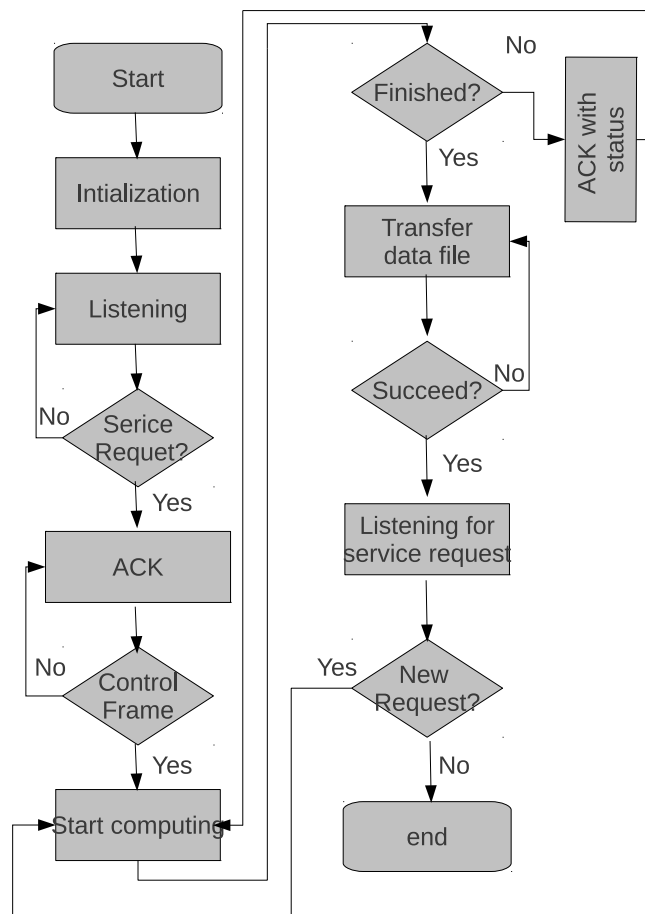 Start
Intialization
Listening
No
Serice
Requet?
Yes
ACK
No
Control
Frame
Yes
Start computing
Finished?
No
ACK with
status
Yes
Transfer
data file
Succeed?
No
Yes
Listening for
service request
Yes
New
Request?
No
end